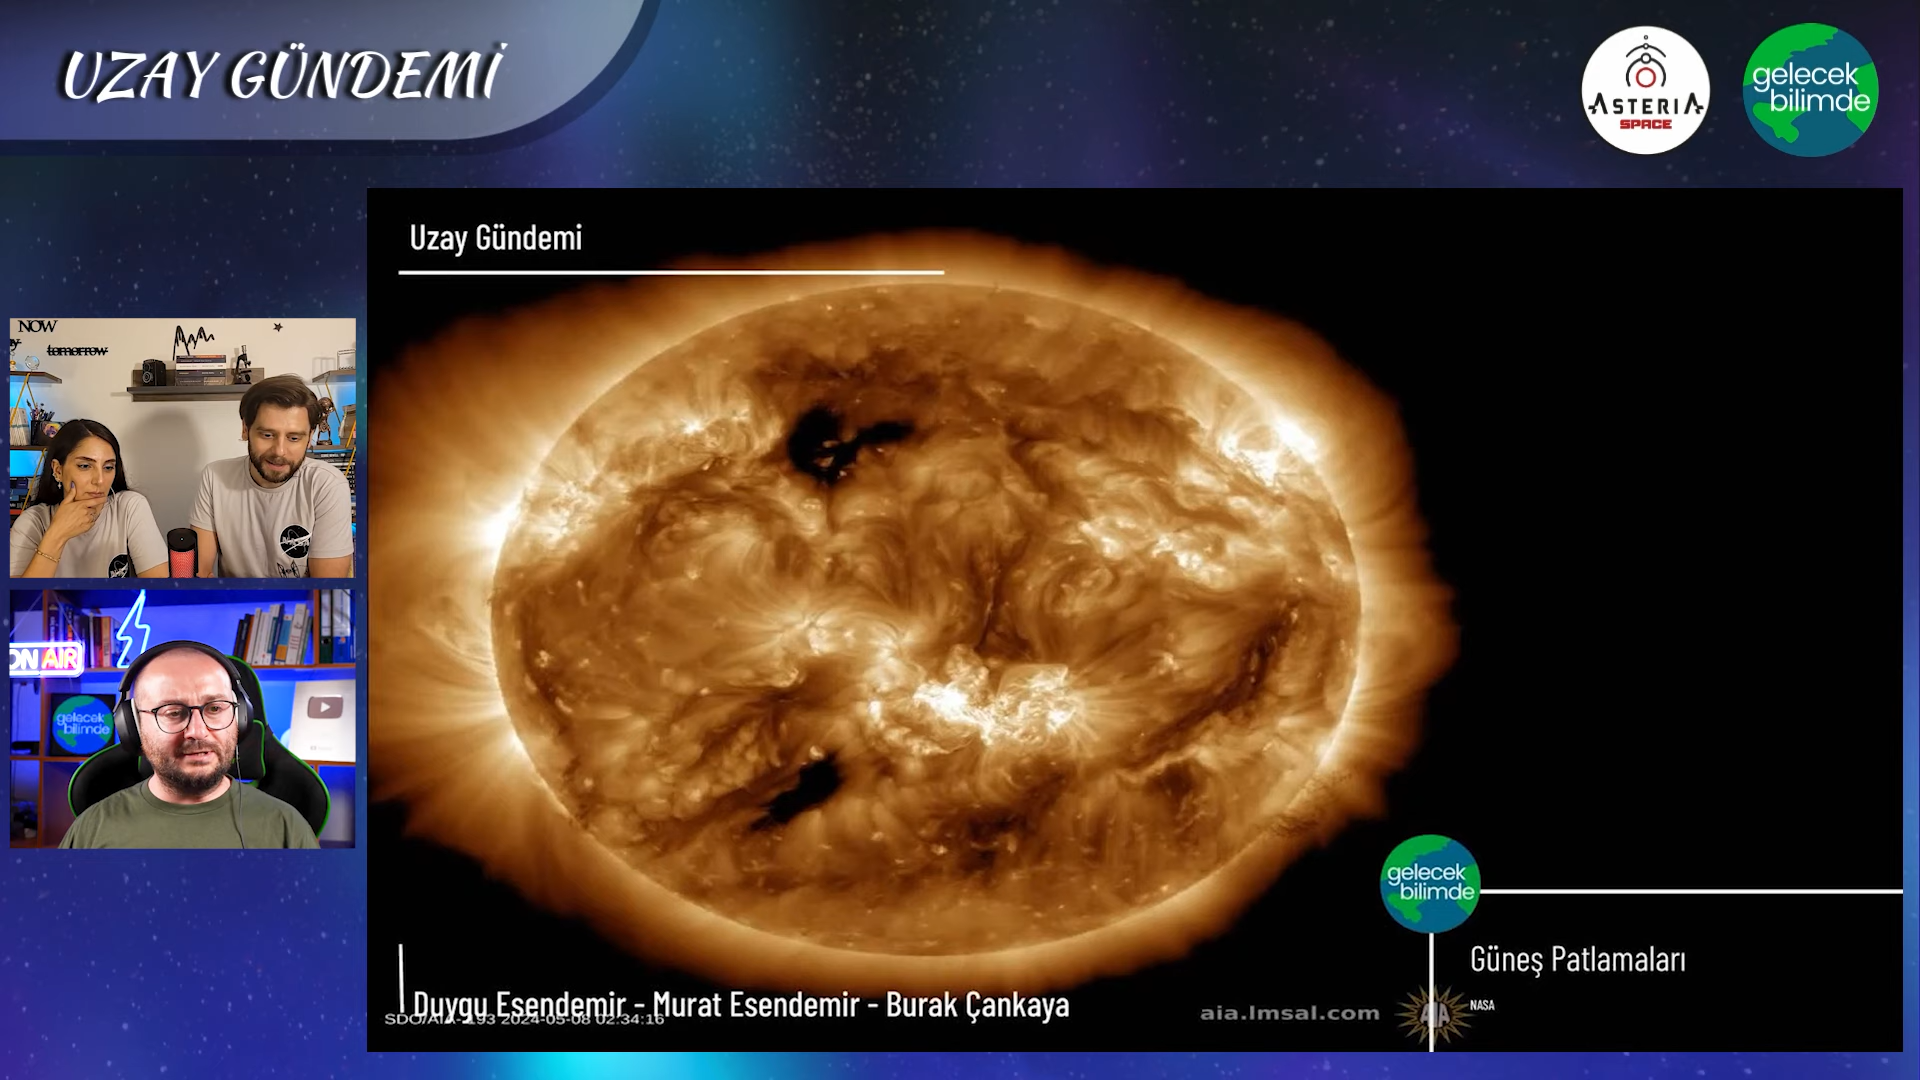 UZAY GÜNDEMİ
ASTERIA
SPACE
gelecek
bilimde
Uzay Gündemi
NOW
tomorrow
ON AIR
gelecek
bilimde
gelecek
bilimde
Güneş Patlamaları
NASA
Duygu Esendemir - Murat Esendemir - Burak Çankaya
SDO/AIA- 193 2024-05-08 02:34:16
aia.lmsal.com
AIA